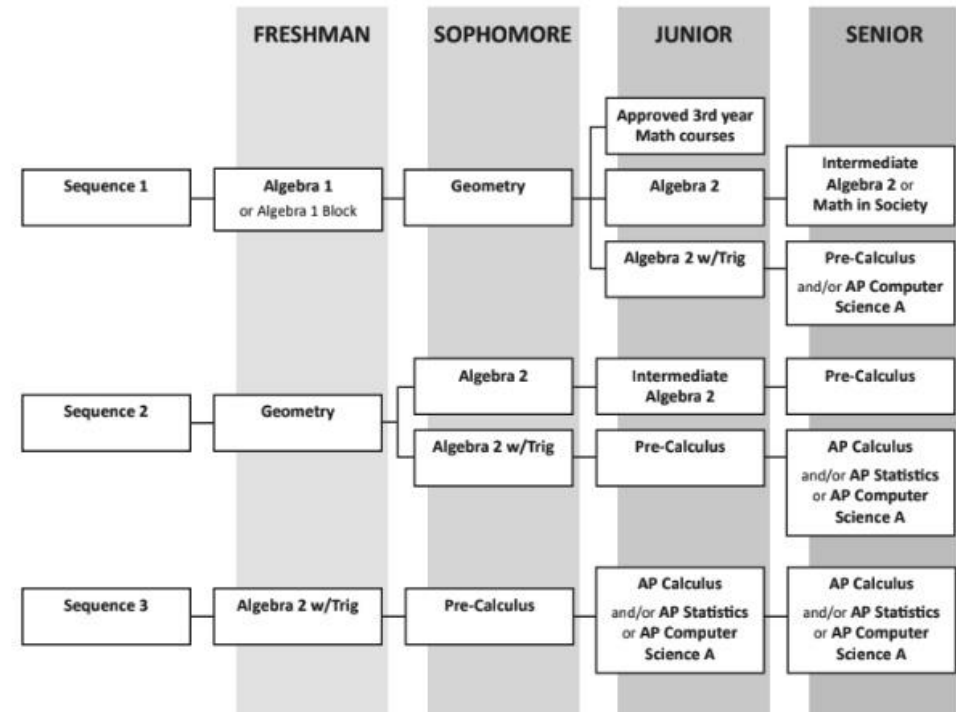 FRESHMAN
SOPHOMORE
JUNIOR
SENIOR
Sequence 1
Algebra 1
or Algebra 1 Block
Geometry
Approved 3rd year
Math courses
Algebra 2
Intermediate
Algebra 2 or
Math in Society
Algebra 2 w/Trig
Pre-Calculus
and/or AP Computer
Science A
Sequence 2
Geometry
Algebra 2
Intermediate
Algebra 2
Pre-Calculus
Algebra 2 w/Trig
Pre-Calculus
AP Calculus
and/or AP Statistics
or AP Computer
Science A
Sequence 3
Algebra 2 w/Trig
Pre-Calculus
AP Calculus
and/or AP Statistics
or AP Computer
Science A
AP Calculus
and/or AP Statistics
or AP Computer
Science A